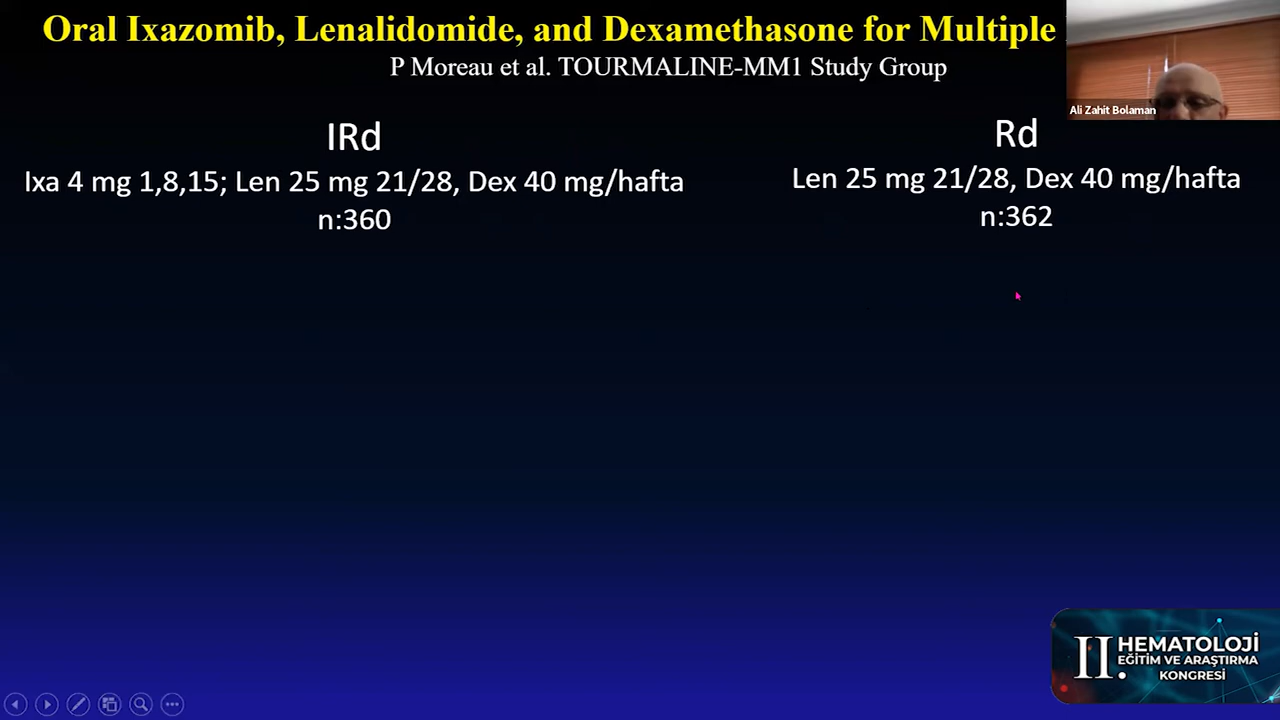 Oral Ixazomib, Lenalidomide, and Dexamethasone for Multiple
P Moreau et al. TOURMALINE-MM1 Study Group
Ali Zahit Bolaman
IRd
Ixa 4 mg 1,8,15; Len 25 mg 21/28, Dex 40 mg/hafta
n:360
Rd
Len 25 mg 21/28, Dex 40 mg/hafta
n:362
II. HEMATOLOJİ
EĞİTİM VE ARAŞTIRMA
KONGRESİ